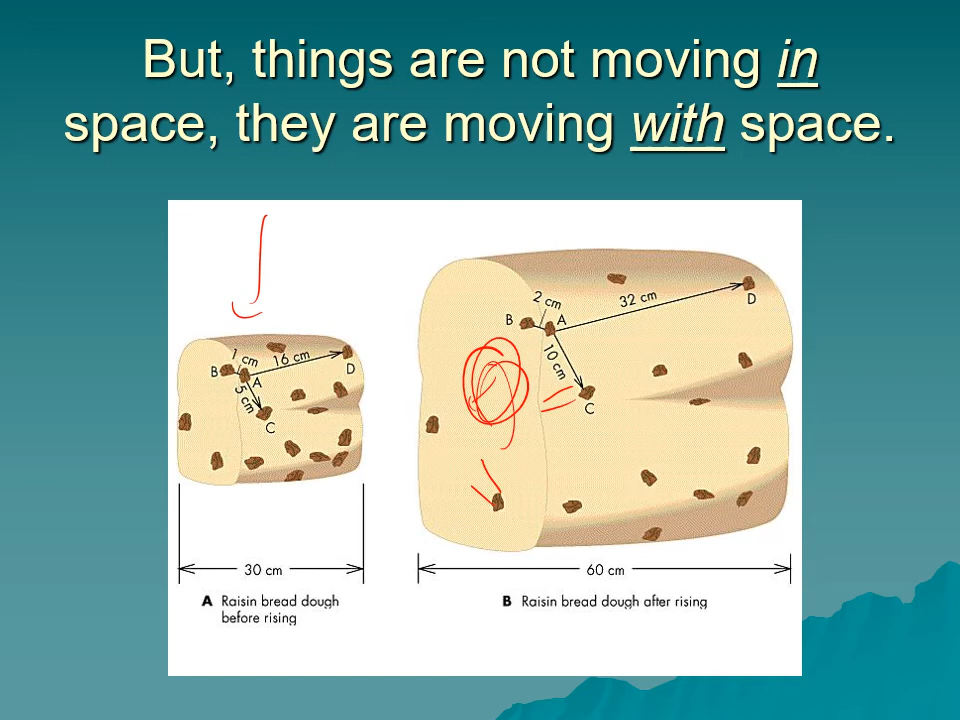 But, things are not moving in
space, they are moving with space.
1 cm
16 cm
B
A
D
5 cm
C
30 cm
A Raisin bread dough
before rising
2 cm
32 cm
B
A
D
10 cm
C
60 cm
B Raisin bread dough after rising